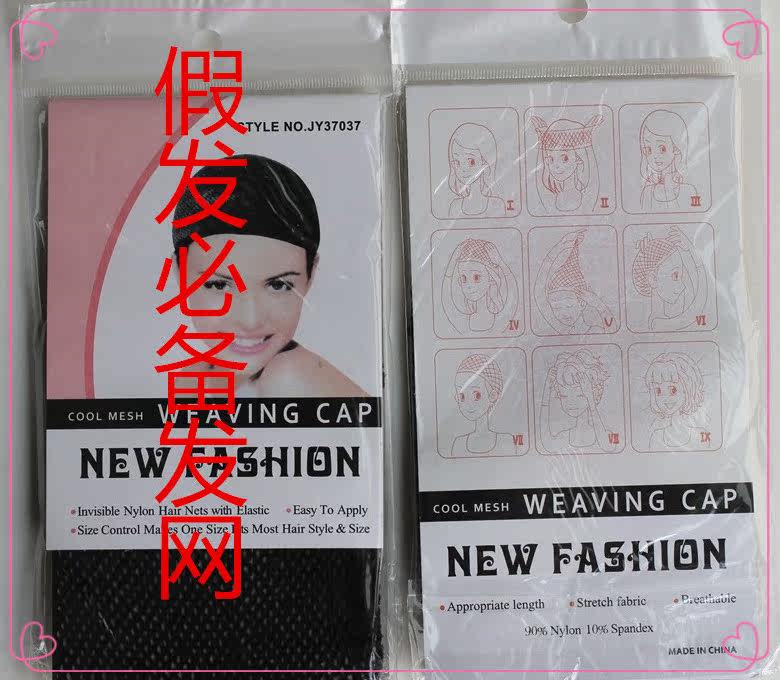 假发必备发网
STYLE NO.JY37037
COOL MESH WEAVING CAP
NEW FASHION
•Invisible Nylon Hair Nets with Elastic •Easy To Apply
•Size Control Makes One Size Fits Most Hair Style & Size
I
II
III
IV
V
VI
VII
VIII
IX
COOL MESH WEAVING CAP
NEW FASHION
•Appropriate length •Stretch fabric •Breathable
90% Nylon 10% Spandex
MADE IN CHINA